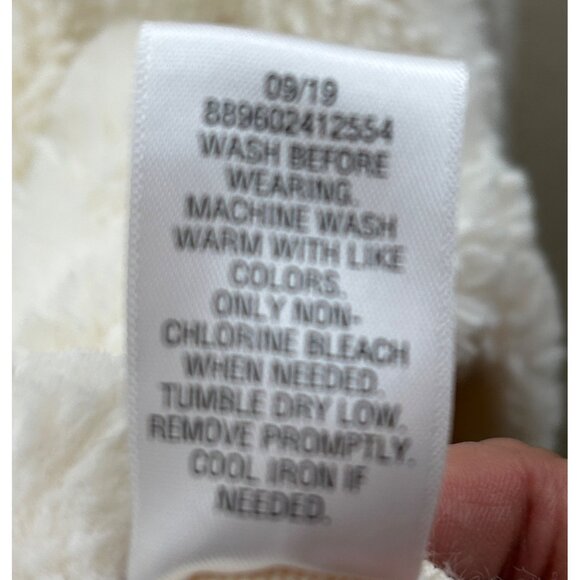 09/19
889602412554
WASH BEFORE
WEARING.
MACHINE WASH
WARM WITH LIKE
COLORS.
ONLY NON-
CHLORINE BLEACH
WHEN NEEDED.
TUMBLE DRY LOW.
REMOVE PROMPTLY.
COOL IRON IF
NEEDED.